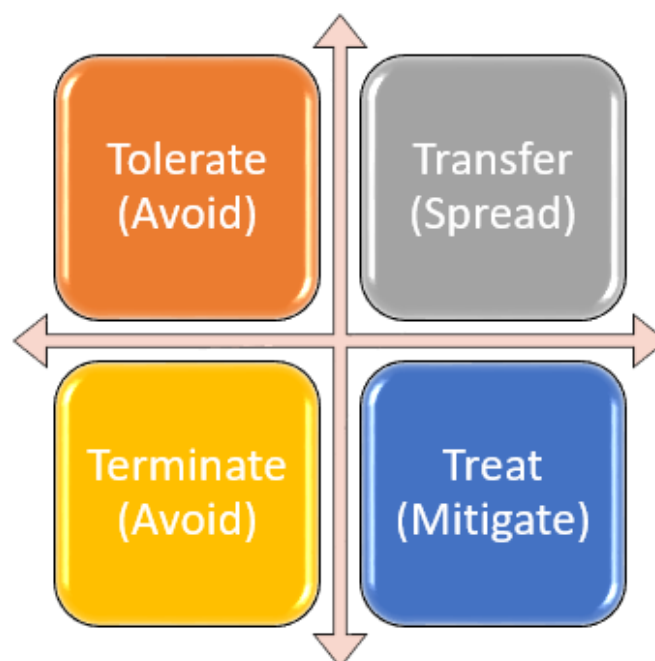 Tolerate
(Avoid)
Transfer
(Spread)
Terminate
(Avoid)
Treat
(Mitigate)